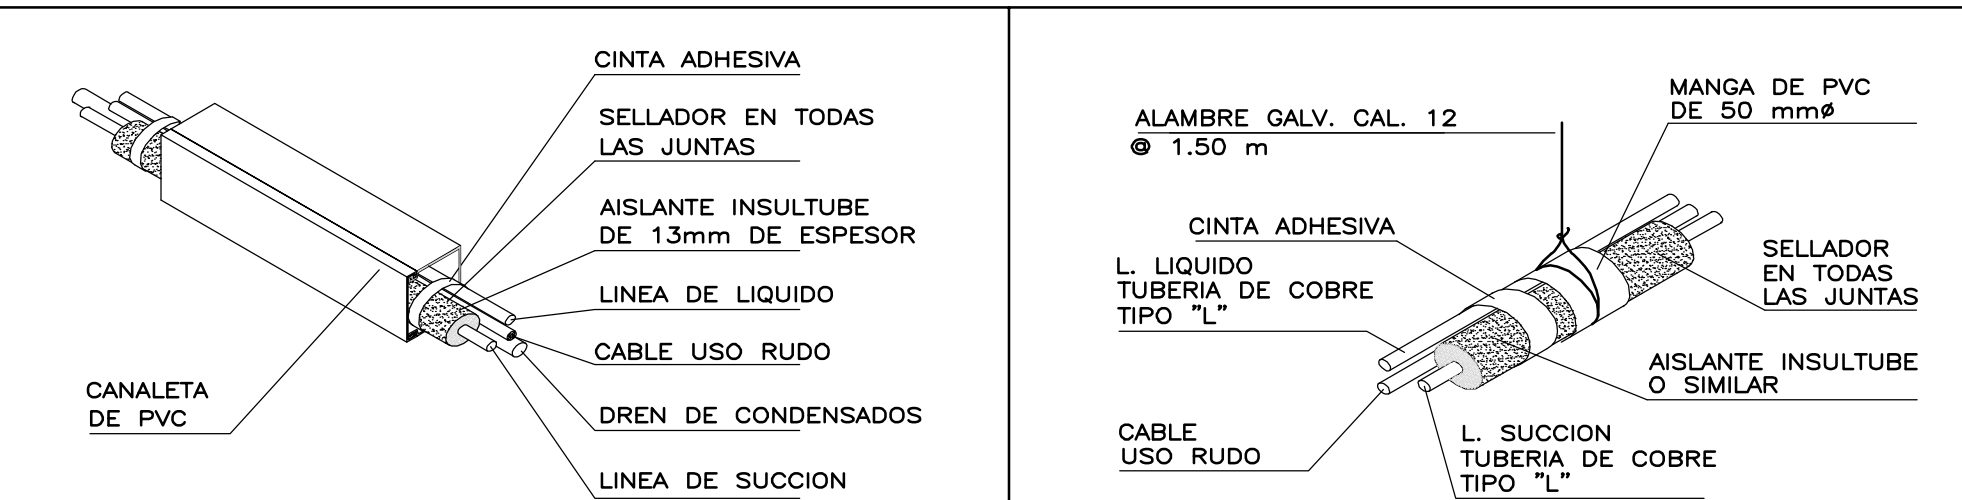 CINTA ADHESIVA
SELLADOR EN TODAS
LAS JUNTAS
AISLANTE INSULTUBE
DE 13mm DE ESPESOR
LINEA DE LIQUIDO
CABLE USO RUDO
CANALETA
DE PVC
DREN DE CONDENSADOS
LINEA DE SUCCION
MANGA DE PVC
DE 50 mmø
ALAMBRE GALV. CAL. 12
@ 1.50 m
CINTA ADHESIVA
SELLADOR
EN TODAS
LAS JUNTAS
L. LIQUIDO
TUBERIA DE COBRE
TIPO "L"
AISLANTE INSULTUBE
O SIMILAR
CABLE
USO RUDO
L. SUCCION
TUBERIA DE COBRE
TIPO "L"